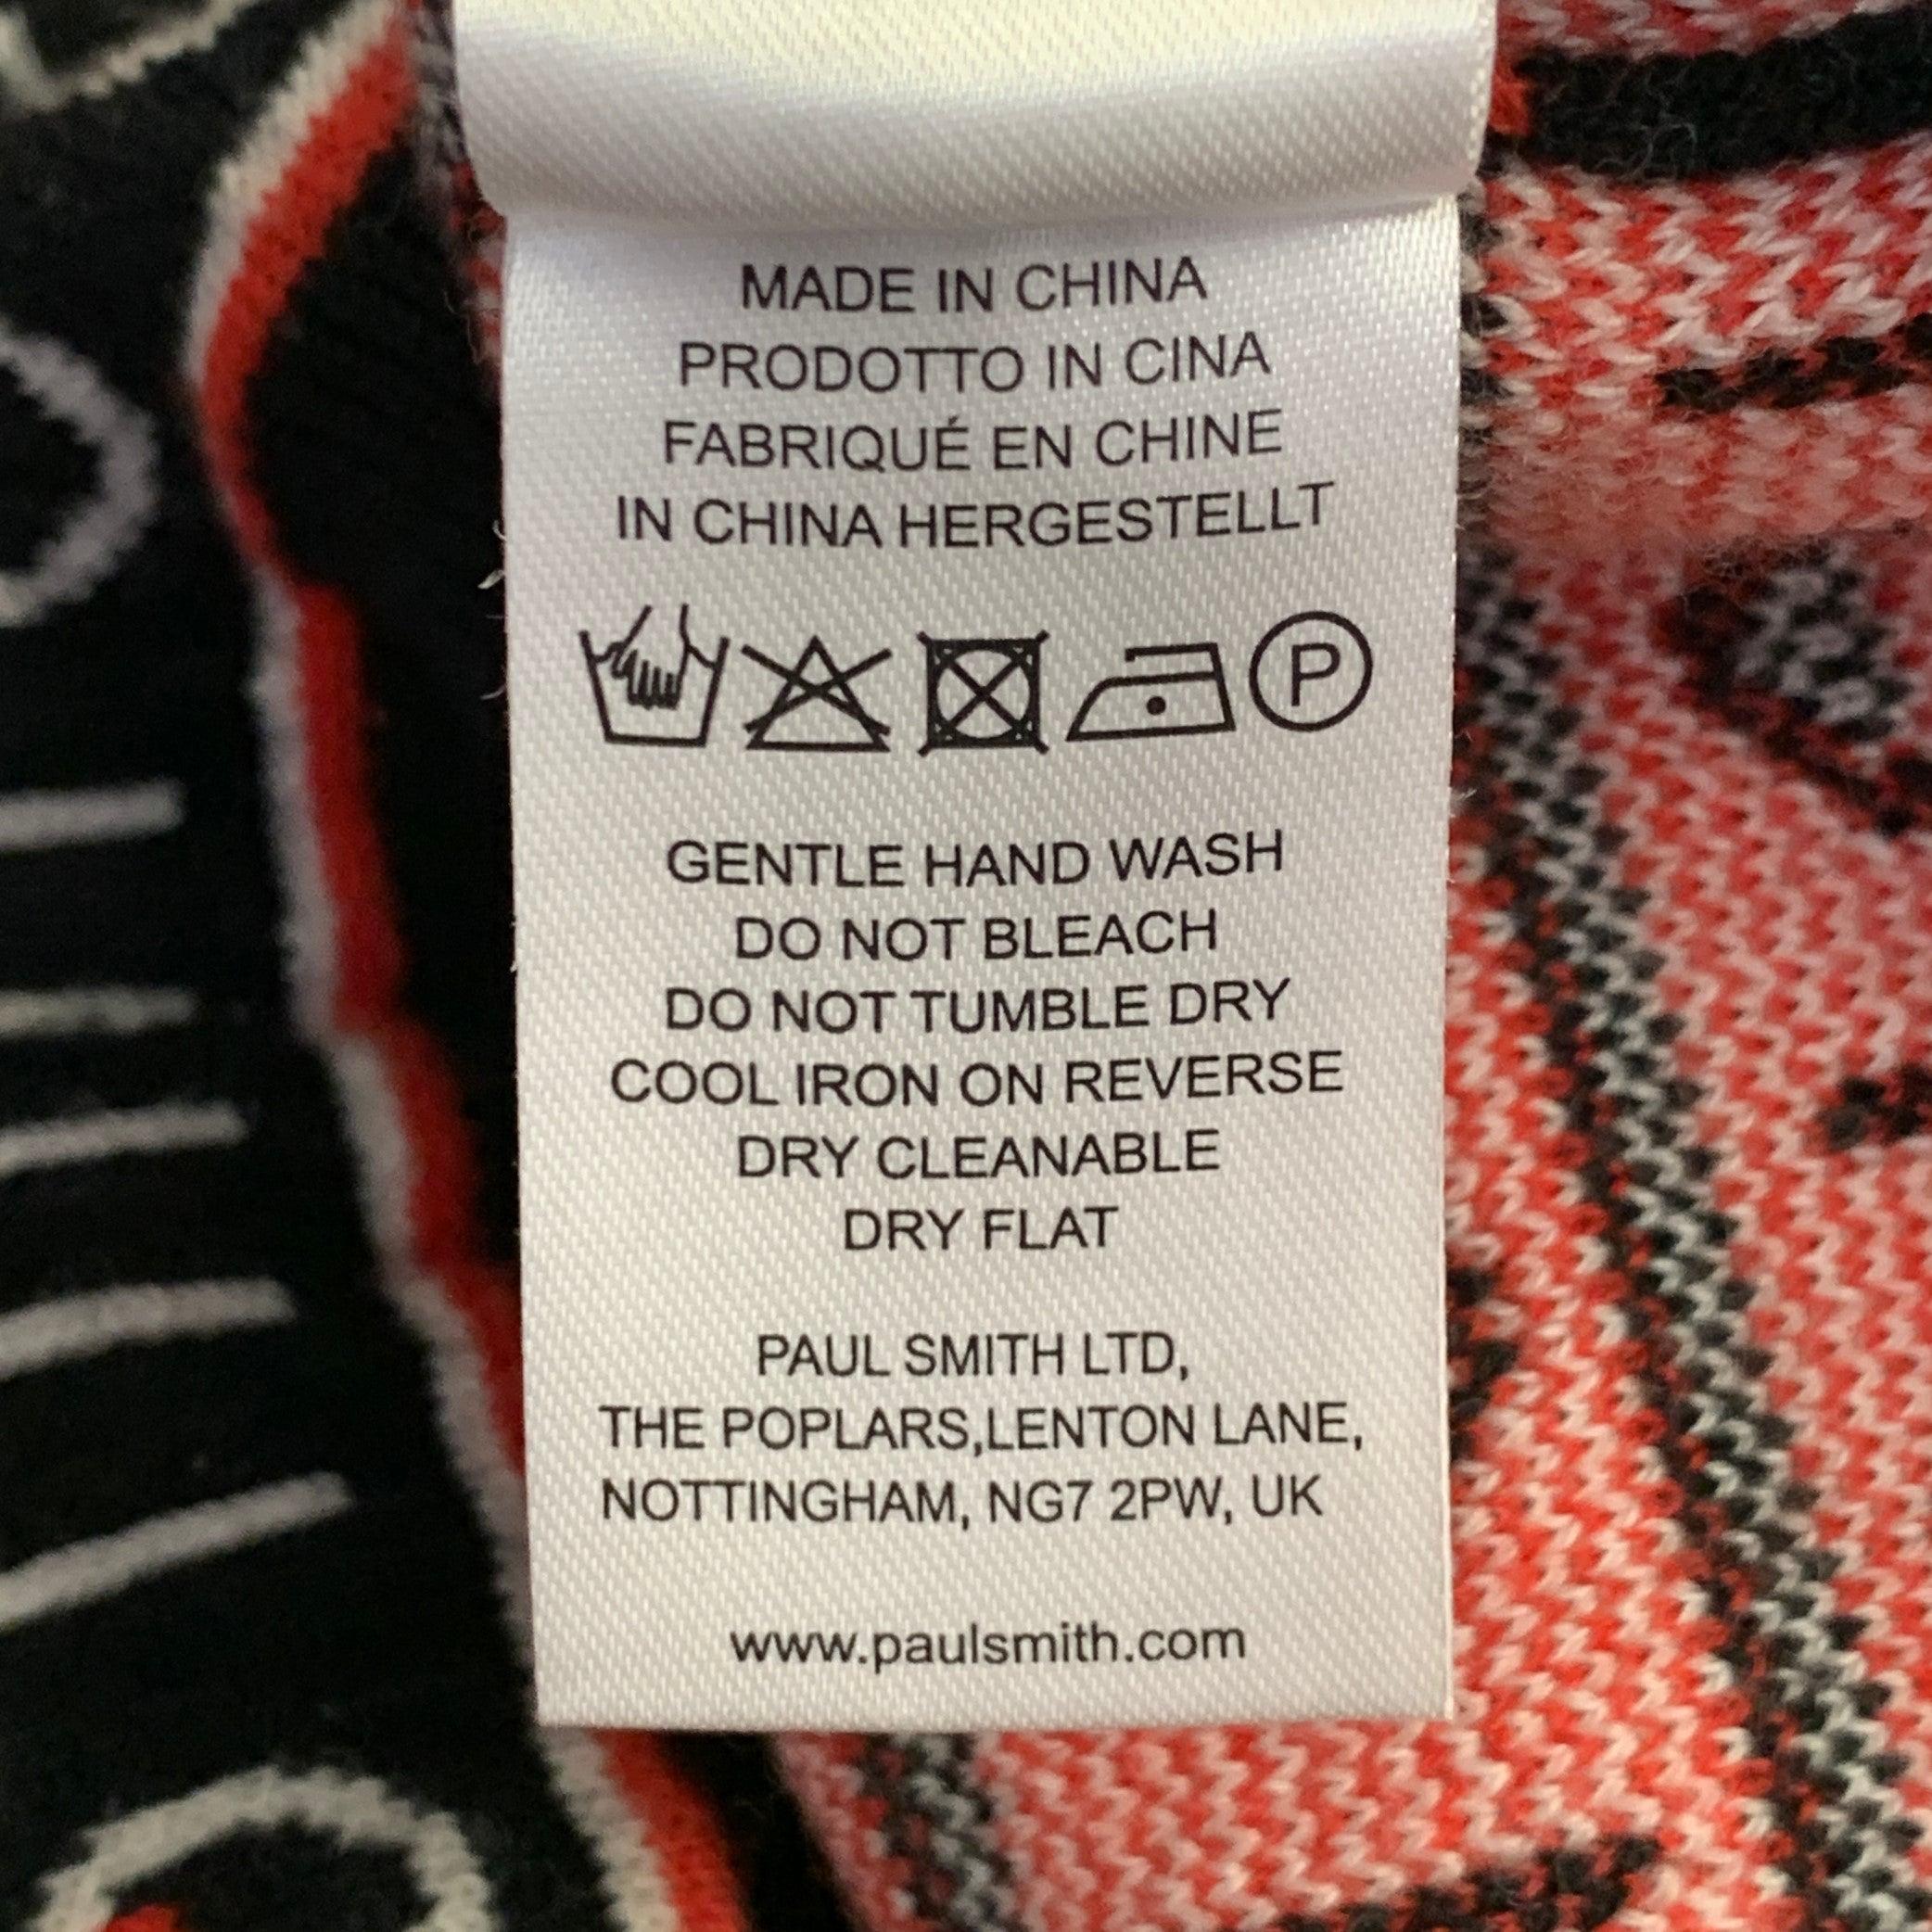 MADE IN CHINA
PRODOTTO IN CINA
FABRIQUÉ EN CHINE
IN CHINA HERGESTELLT
P
GENTLE HAND WASH
DO NOT BLEACH
DO NOT TUMBLE DRY
COOL IRON ON REVERSE
DRY CLEANABLE
DRY FLAT
PAUL SMITH LTD,
THE POPLARS,LENTON LANE,
NOTTINGHAM, NG7 2PW, UK
www.paulsmith.com